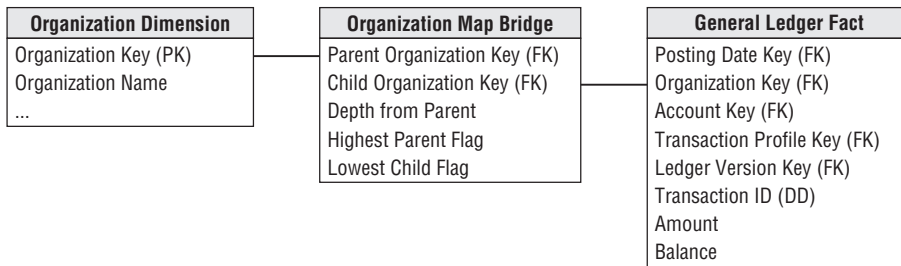 Organization Dimension
Organization Key (PK)
Organization Name
...
Organization Map Bridge
Parent Organization Key (FK)
Child Organization Key (FK)
Depth from Parent
Highest Parent Flag
Lowest Child Flag
General Ledger Fact
Posting Date Key (FK)
Organization Key (FK)
Account Key (FK)
Transaction Profile Key (FK)
Ledger Version Key (FK)
Transaction ID (DD)
Amount
Balance